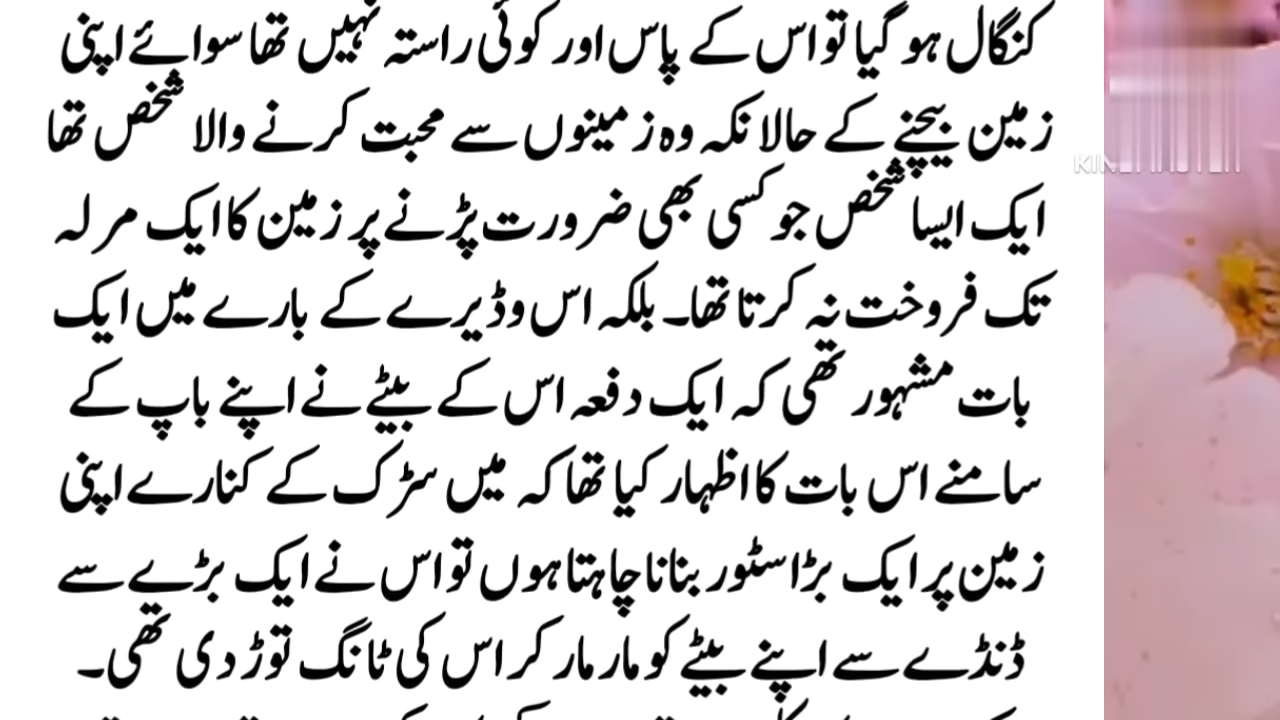 کنگال ہو گیا تو اس کے پاس اور کوئی راستہ نہیں تھا سوائے اپنی
زمین بیچنے کے حالانکہ وہ زمینوں سے محبت کرنے والا شخص تھا
ایک ایسا شخص جو کسی بھی ضرورت پڑنے پر زمین کا ایک مرلہ
تک فروخت نہ کرتا تھا۔ بلکہ اس وڈیرے کے بارے میں ایک
بات مشہور تھی کہ ایک دفعہ اس کے بیٹے نے اپنے باپ کے
سامنے اس بات کا اظہار کیا تھا کہ میں سڑک کے کنارے اپنی
زمین پر ایک بڑا سٹور بنانا چاہتا ہوں تو اس نے ایک بڑے سے
ڈنڈے سے اپنے بیٹے کو مار مار کر اس کی ٹانگ توڑ دی تھی۔
KINEMASTER